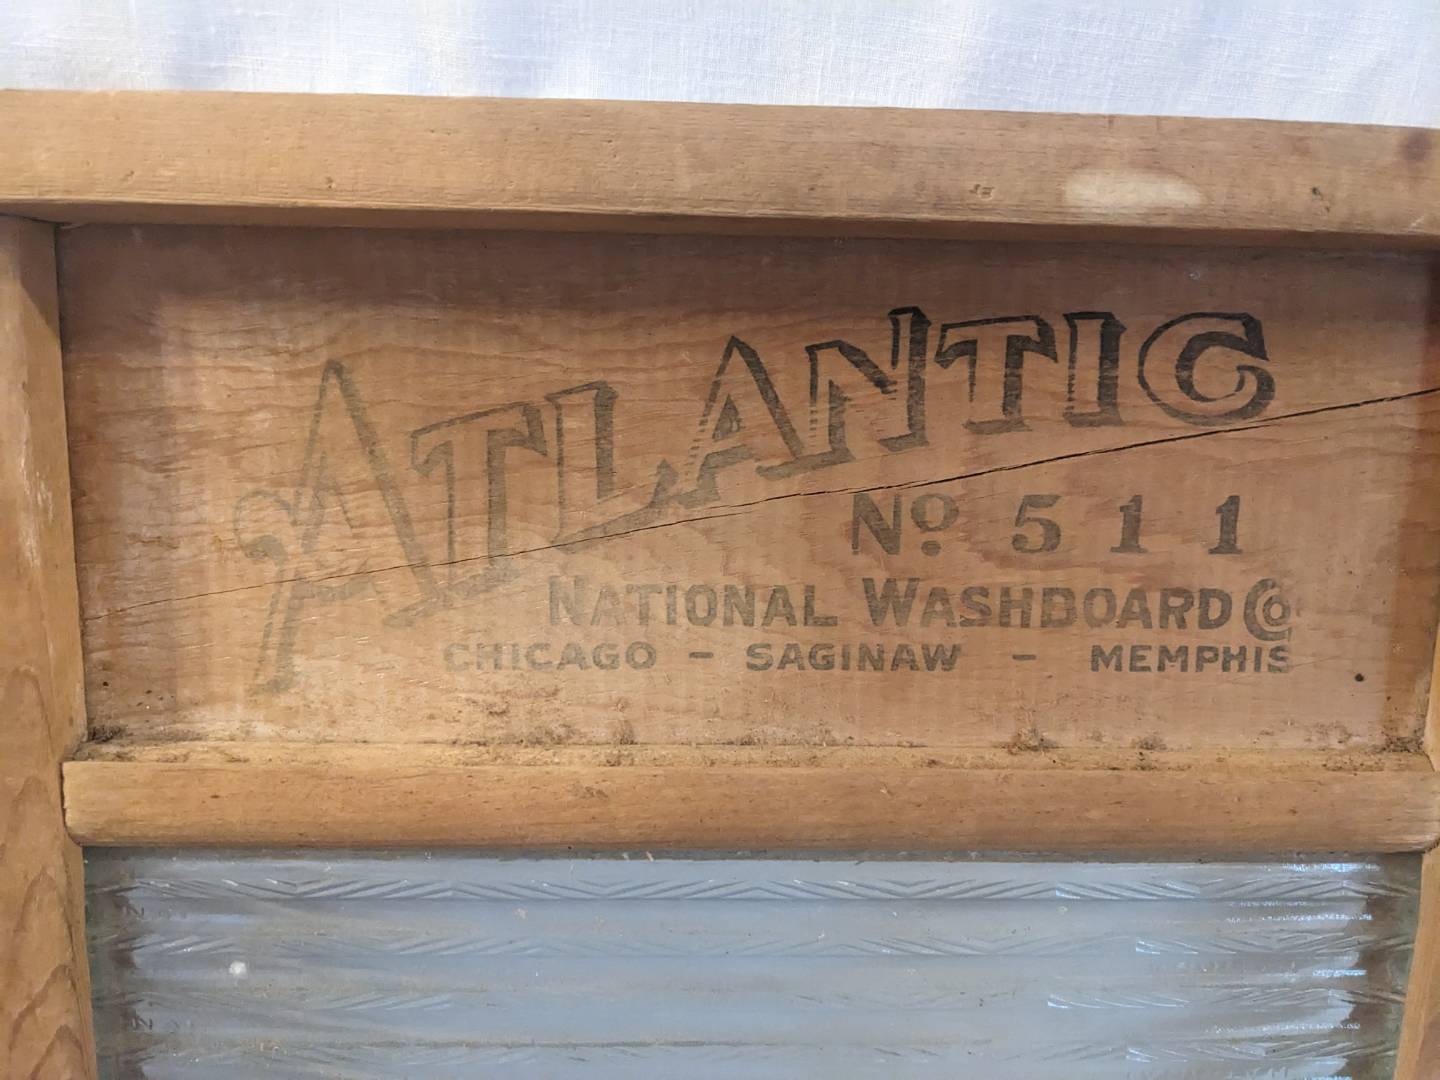 ATLANTIC
No 511
NATIONAL WASHBOARD Co
CHICAGO - SAGINAW - MEMPHIS